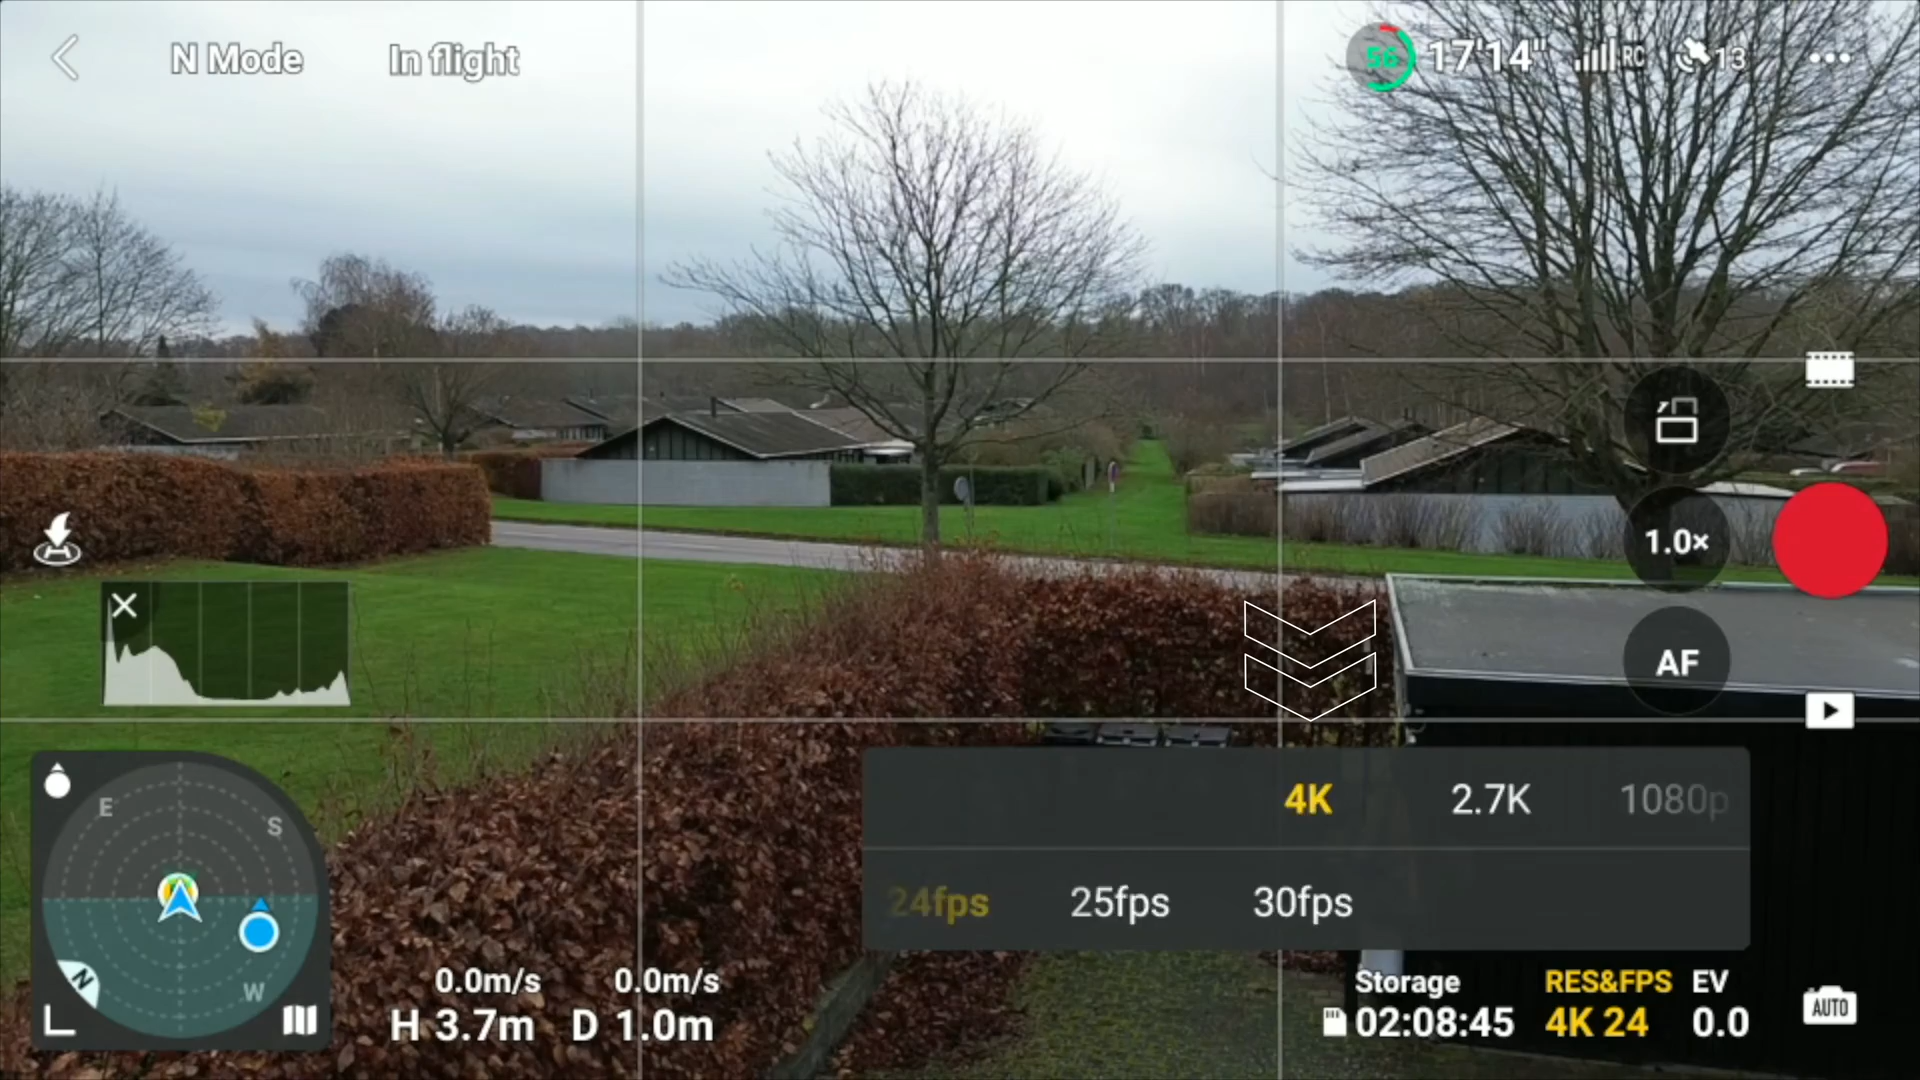 N Mode
In flight
56
17'14"
RC
13
1.0×
AF
E
S
N
W
4K
2.7K
1080p
24fps
25fps
30fps
0.0m/s
0.0m/s
H 3.7m
D 1.0m
Storage
02:08:45
RES&FPS
4K 24
EV
0.0
AUTO